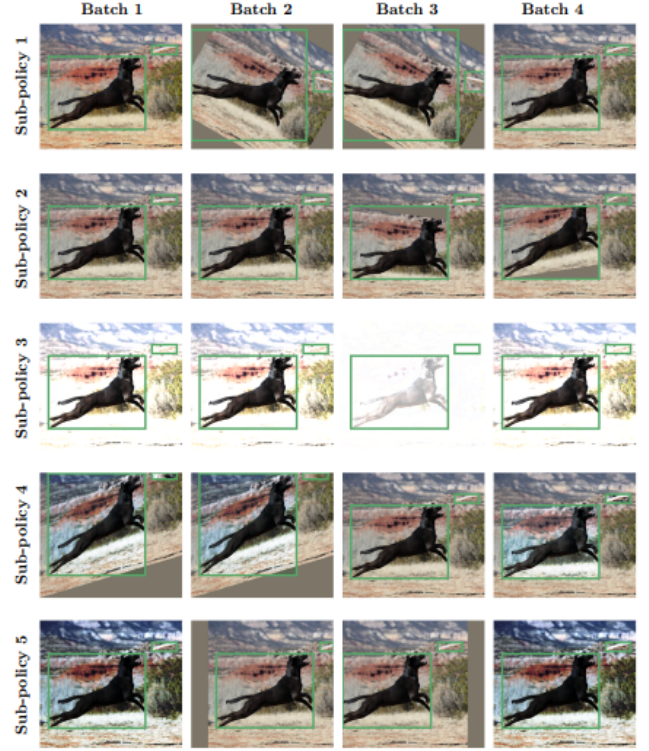 Batch 1 Batch 2 Batch 3 Batch 4
Sub-policy 1
Sub-policy 2
Sub-policy 3
Sub-policy 4
Sub-policy 5